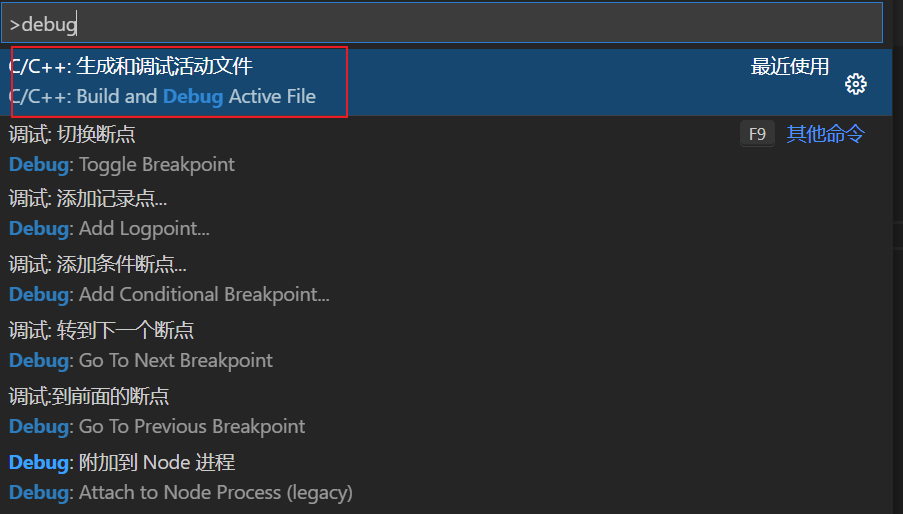 >debug
C/C++: 生成和调试活动文件 最近使用
C/C++: Build and Debug Active File
调试: 切换断点 F9 其他命令
Debug: Toggle Breakpoint
调试: 添加记录点...
Debug: Add Logpoint...
调试: 添加条件断点...
Debug: Add Conditional Breakpoint...
调试: 转到下一个断点
Debug: Go To Next Breakpoint
调试:到前面的断点
Debug: Go To Previous Breakpoint
Debug: 附加到 Node 进程
Debug: Attach to Node Process (legacy)